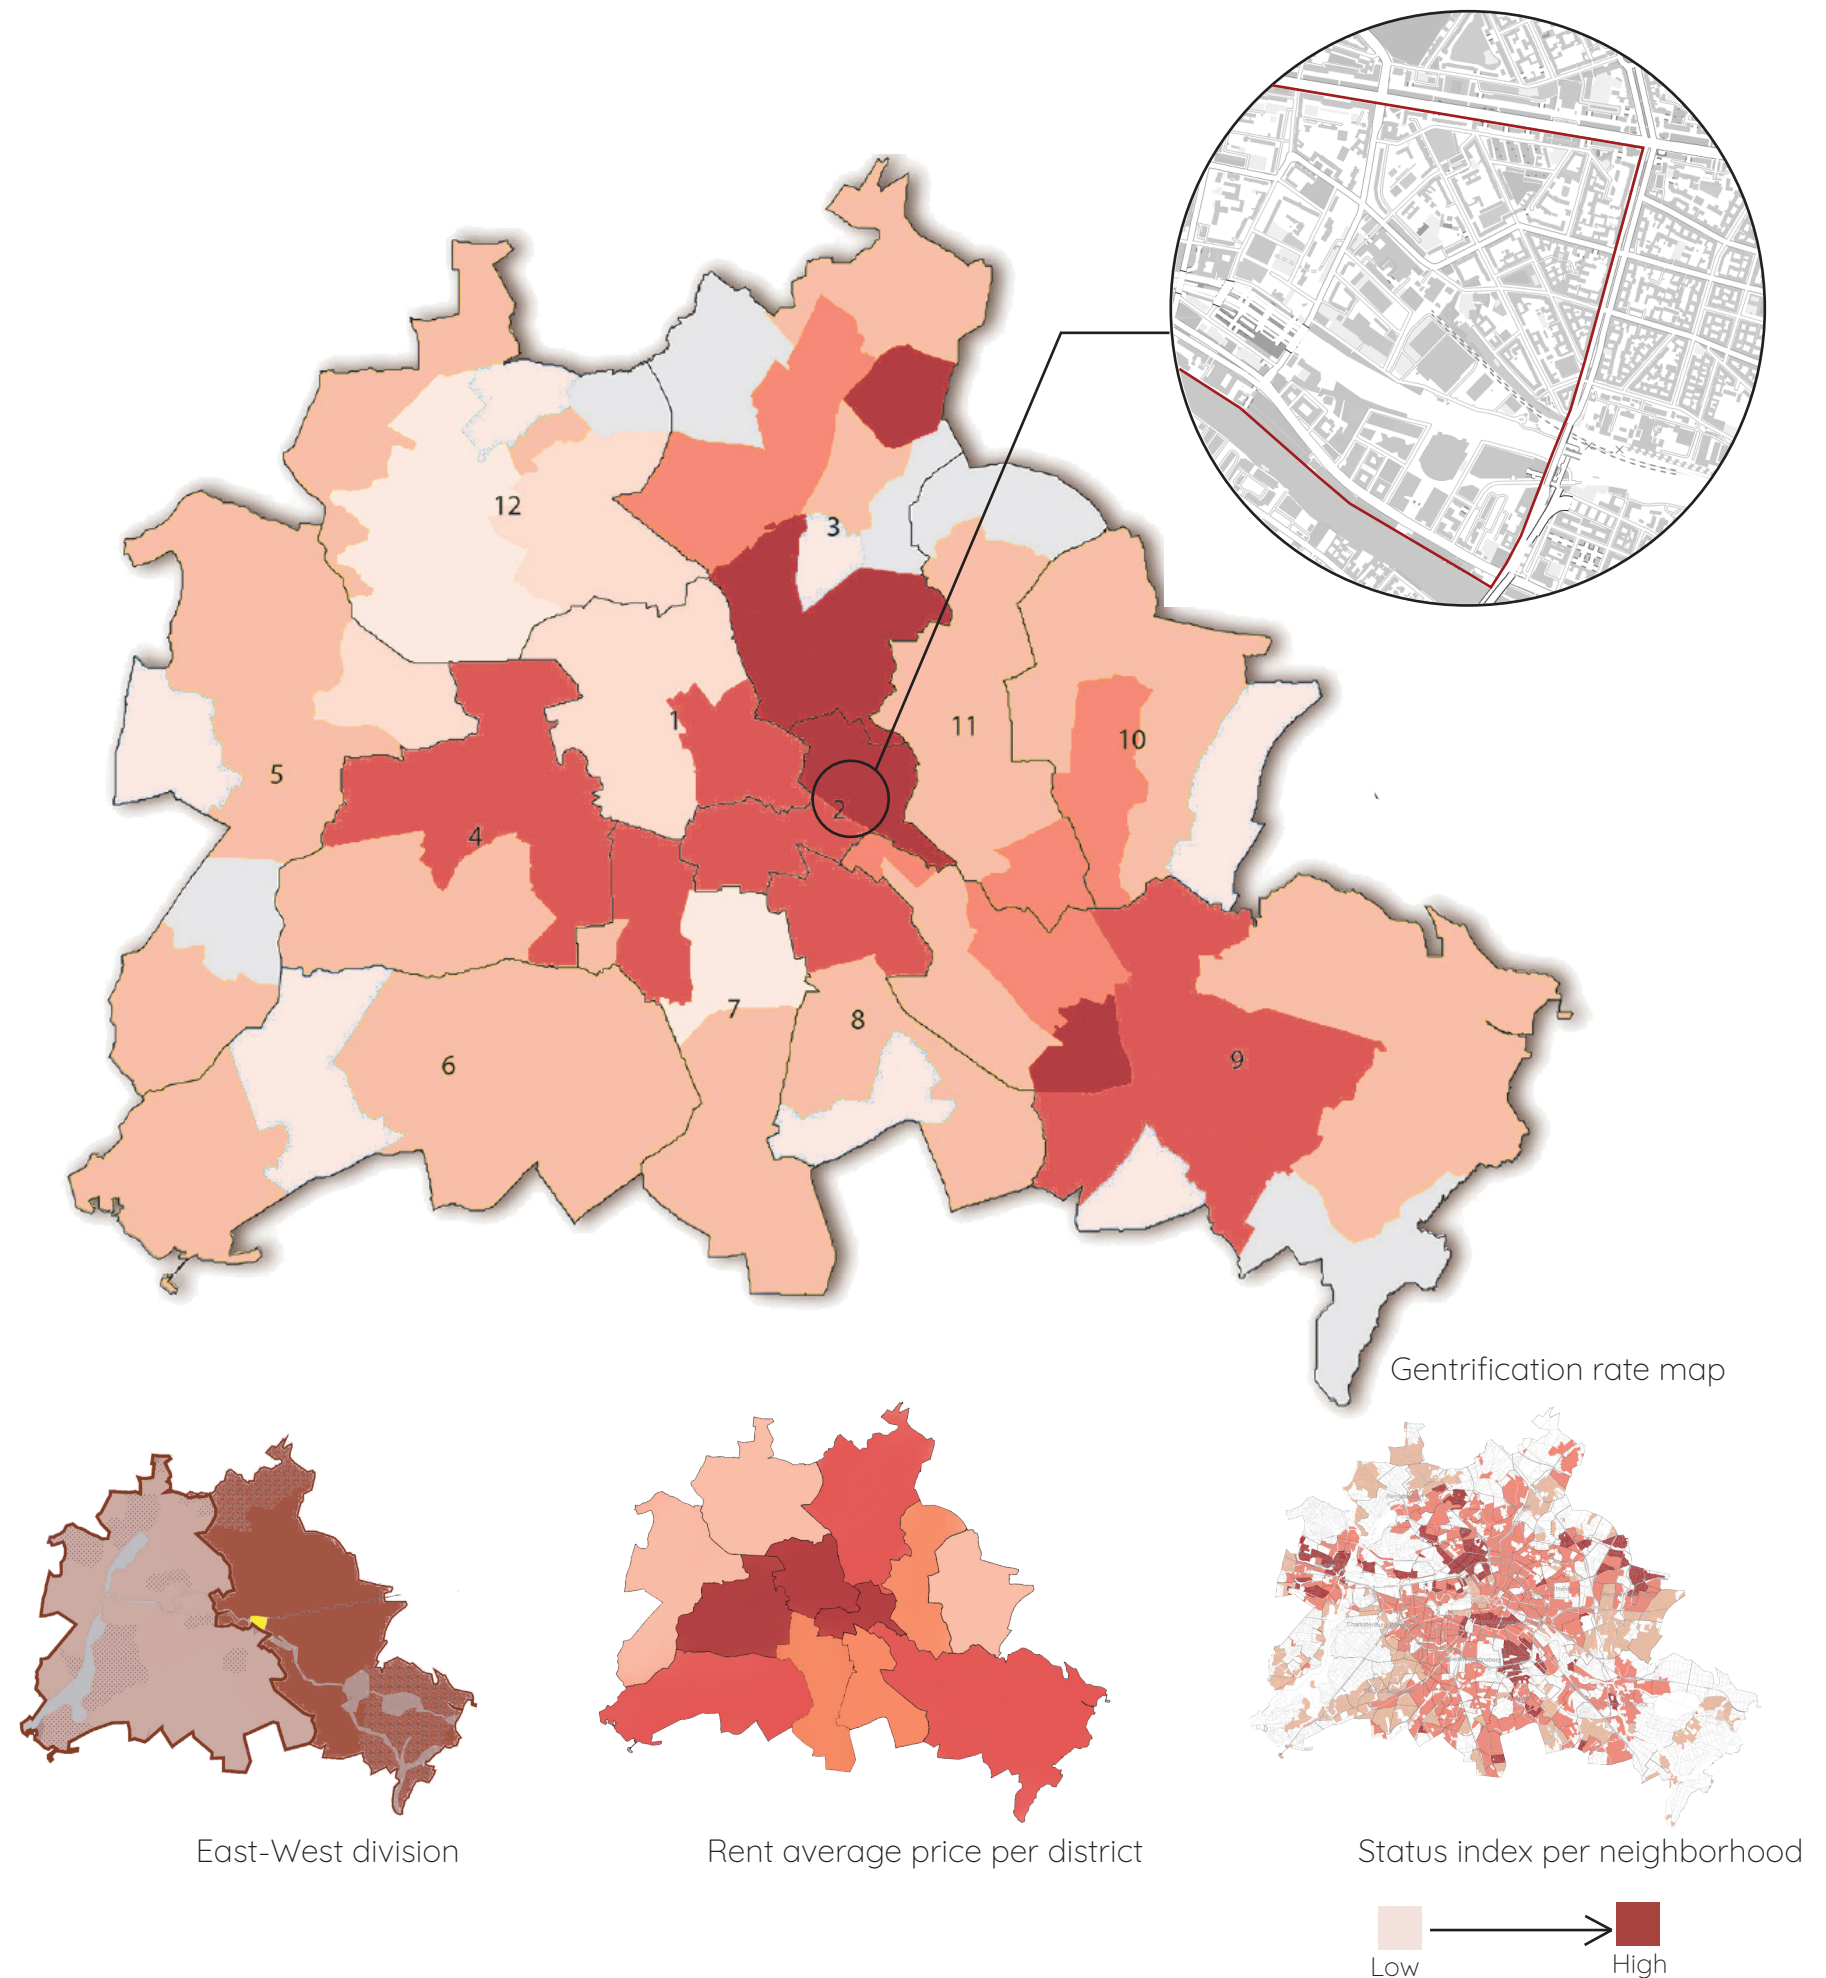 12
3
1
11
10
5
2
4
7
8
6
9
Gentrification rate map
East-West division
Rent average price per district
Status index per neighborhood
Low
High